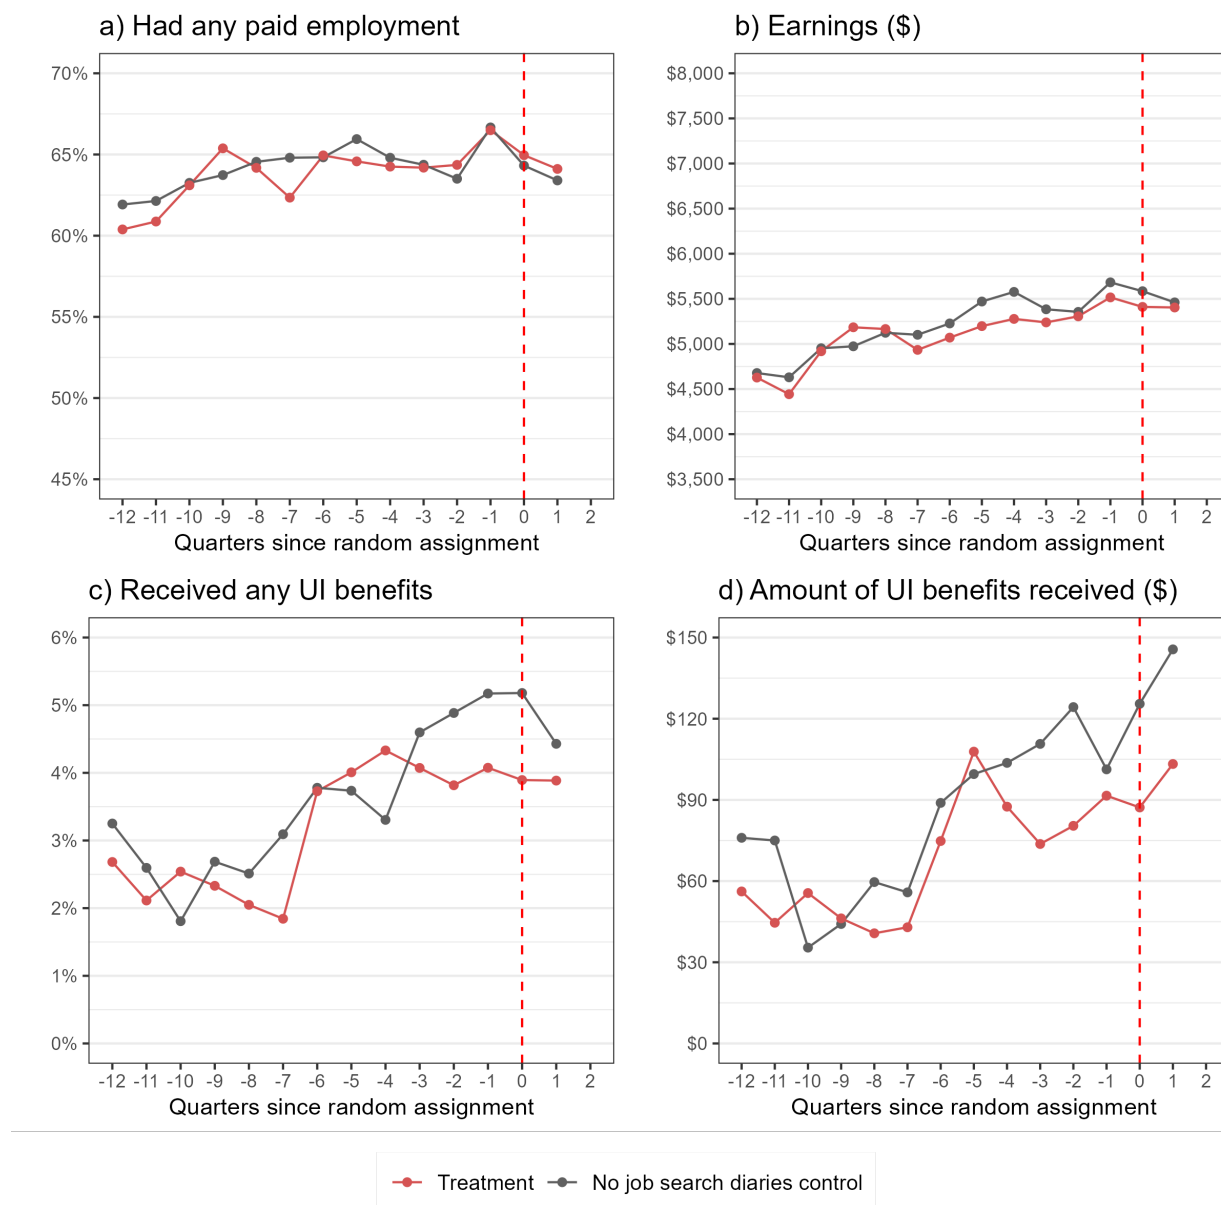 a) Had any paid employment
70%
65%
60%
55%
50%
45%
-12 -11 -10 -9 -8 -7 -6 -5 -4 -3 -2 -1 0 1 2
Quarters since random assignment
b) Earnings ($)
$8,000
$7,500
$7,000
$6,500
$6,000
$5,500
$5,000
$4,500
$4,000
$3,500
-12 -11 -10 -9 -8 -7 -6 -5 -4 -3 -2 -1 0 1 2
Quarters since random assignment
c) Received any UI benefits
6%
5%
4%
3%
2%
1%
0%
-12 -11 -10 -9 -8 -7 -6 -5 -4 -3 -2 -1 0 1 2
Quarters since random assignment
d) Amount of UI benefits received ($)
$150
$120
$90
$60
$30
$0
-12 -11 -10 -9 -8 -7 -6 -5 -4 -3 -2 -1 0 1 2
Quarters since random assignment
Treatment No job search diaries control